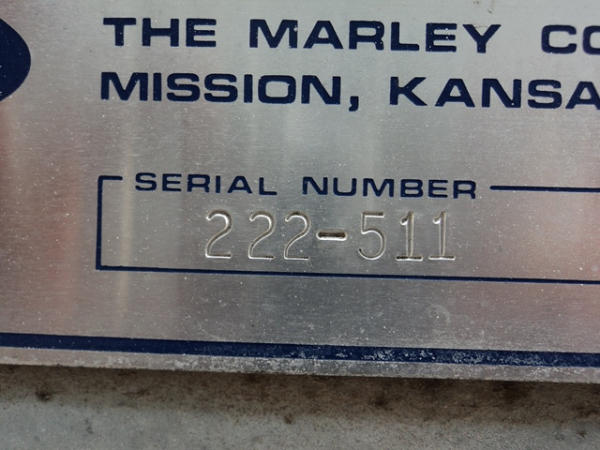 THE MARLEY CO
MISSION, KANSA
SERIAL NUMBER
222-511